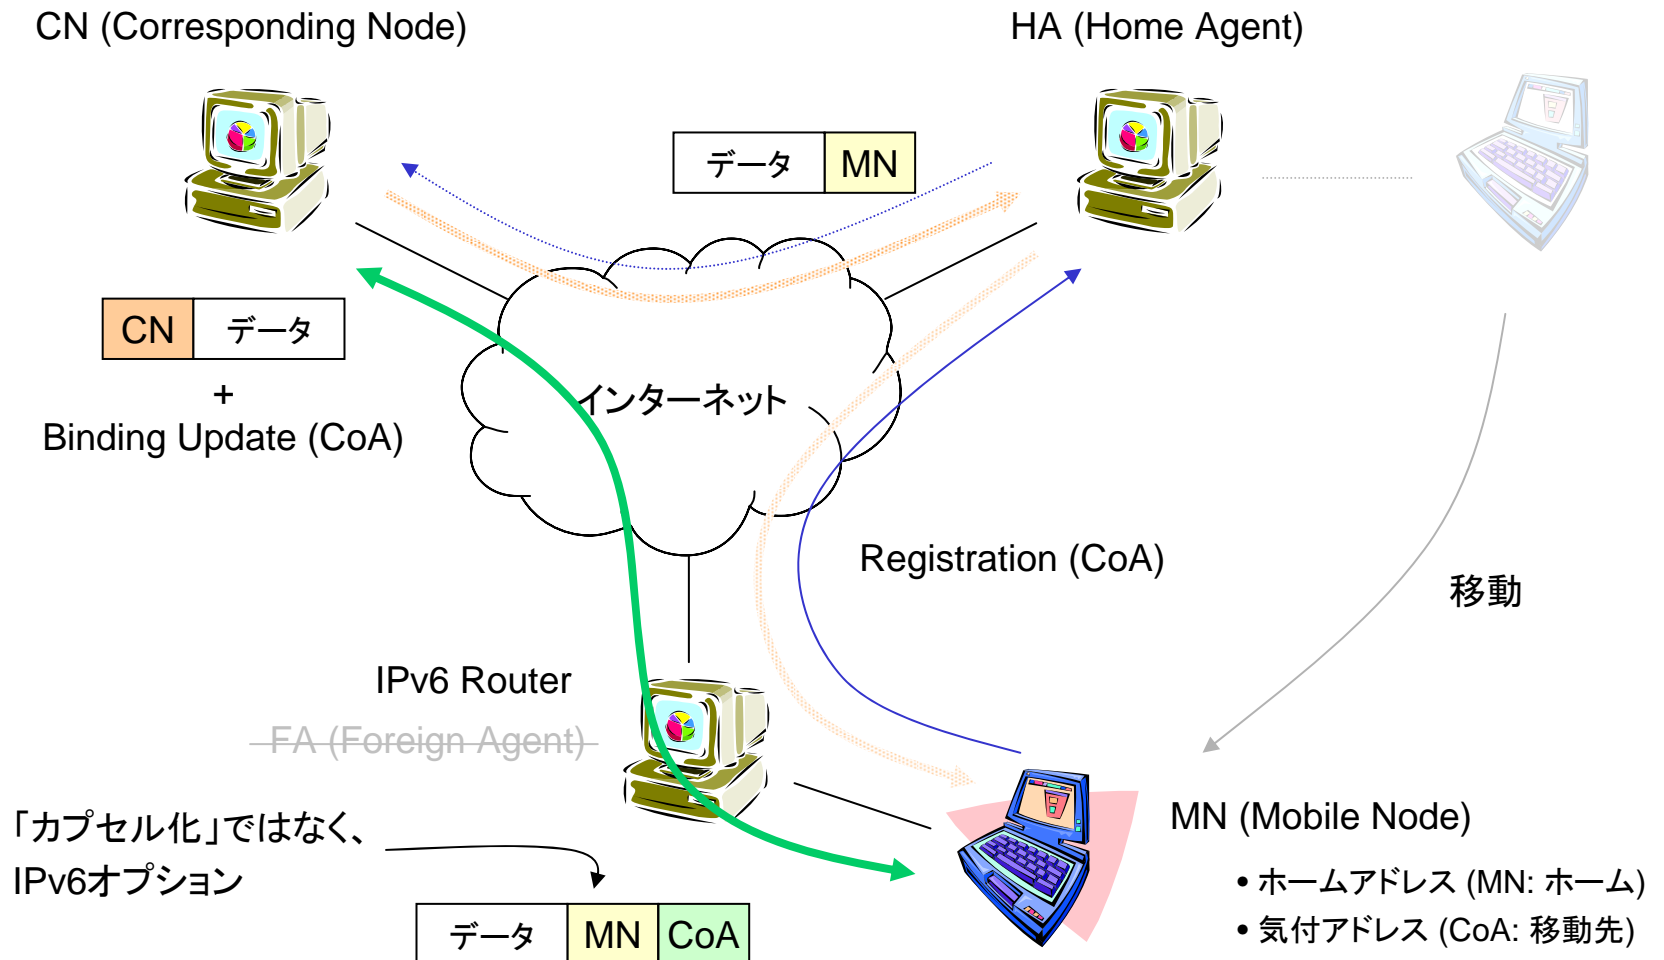 CN (Corresponding Node)
HA (Home Agent)
データ MN
CN データ
+
Binding Update (CoA)
インターネット
Registration (CoA)
移動
IPv6 Router
FA (Foreign Agent)
「カプセル化」ではなく、
IPv6オプション
データ MN CoA
MN (Mobile Node)
• ホームアドレス (MN: ホーム)
• 気付アドレス (CoA: 移動先)